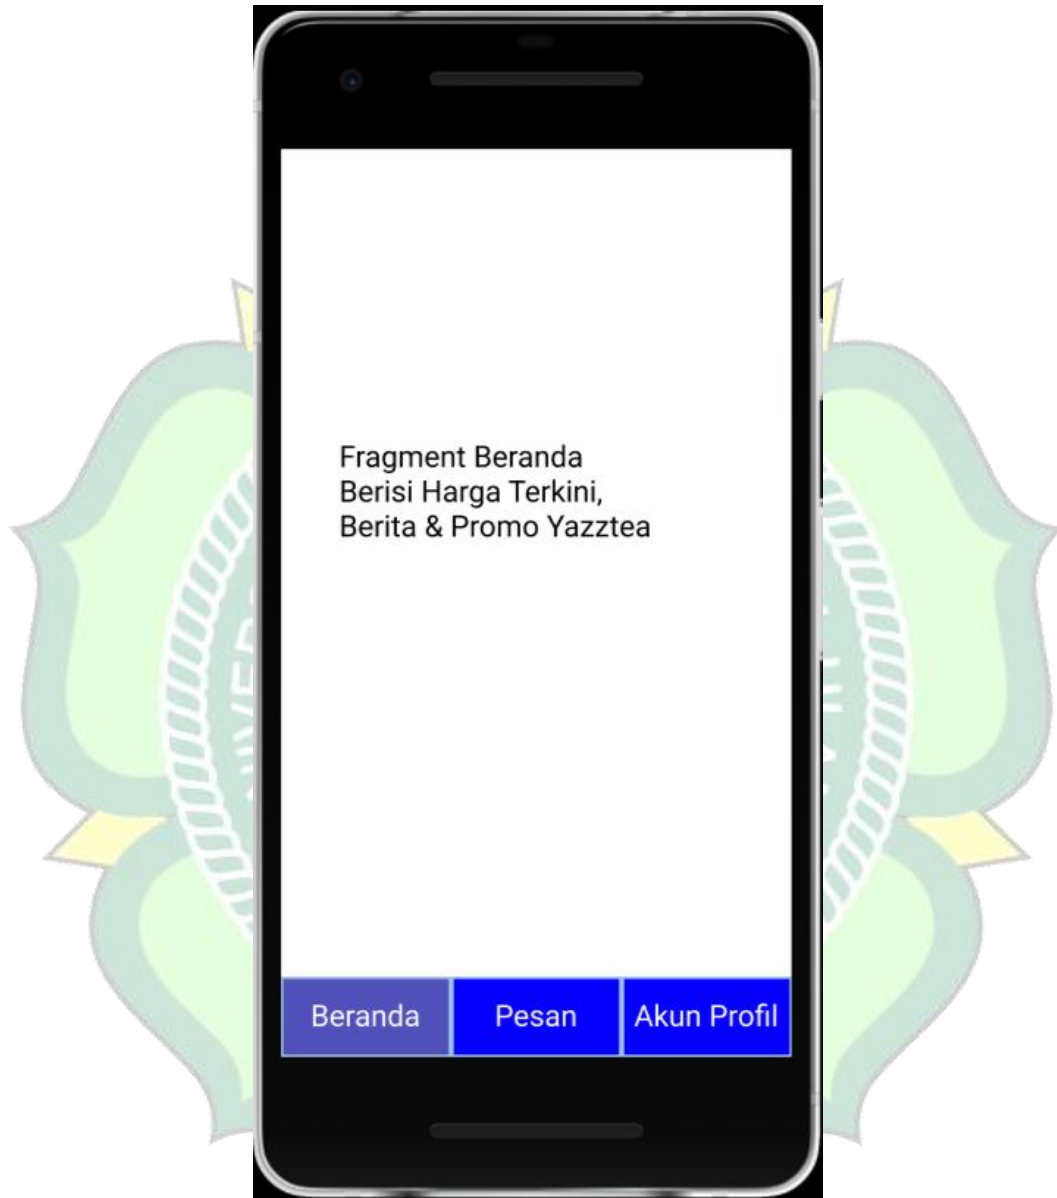 Fragment Beranda
Berisi Harga Terkini,
Berita & Promo Yazztea
Beranda
Pesan
Akun Profil